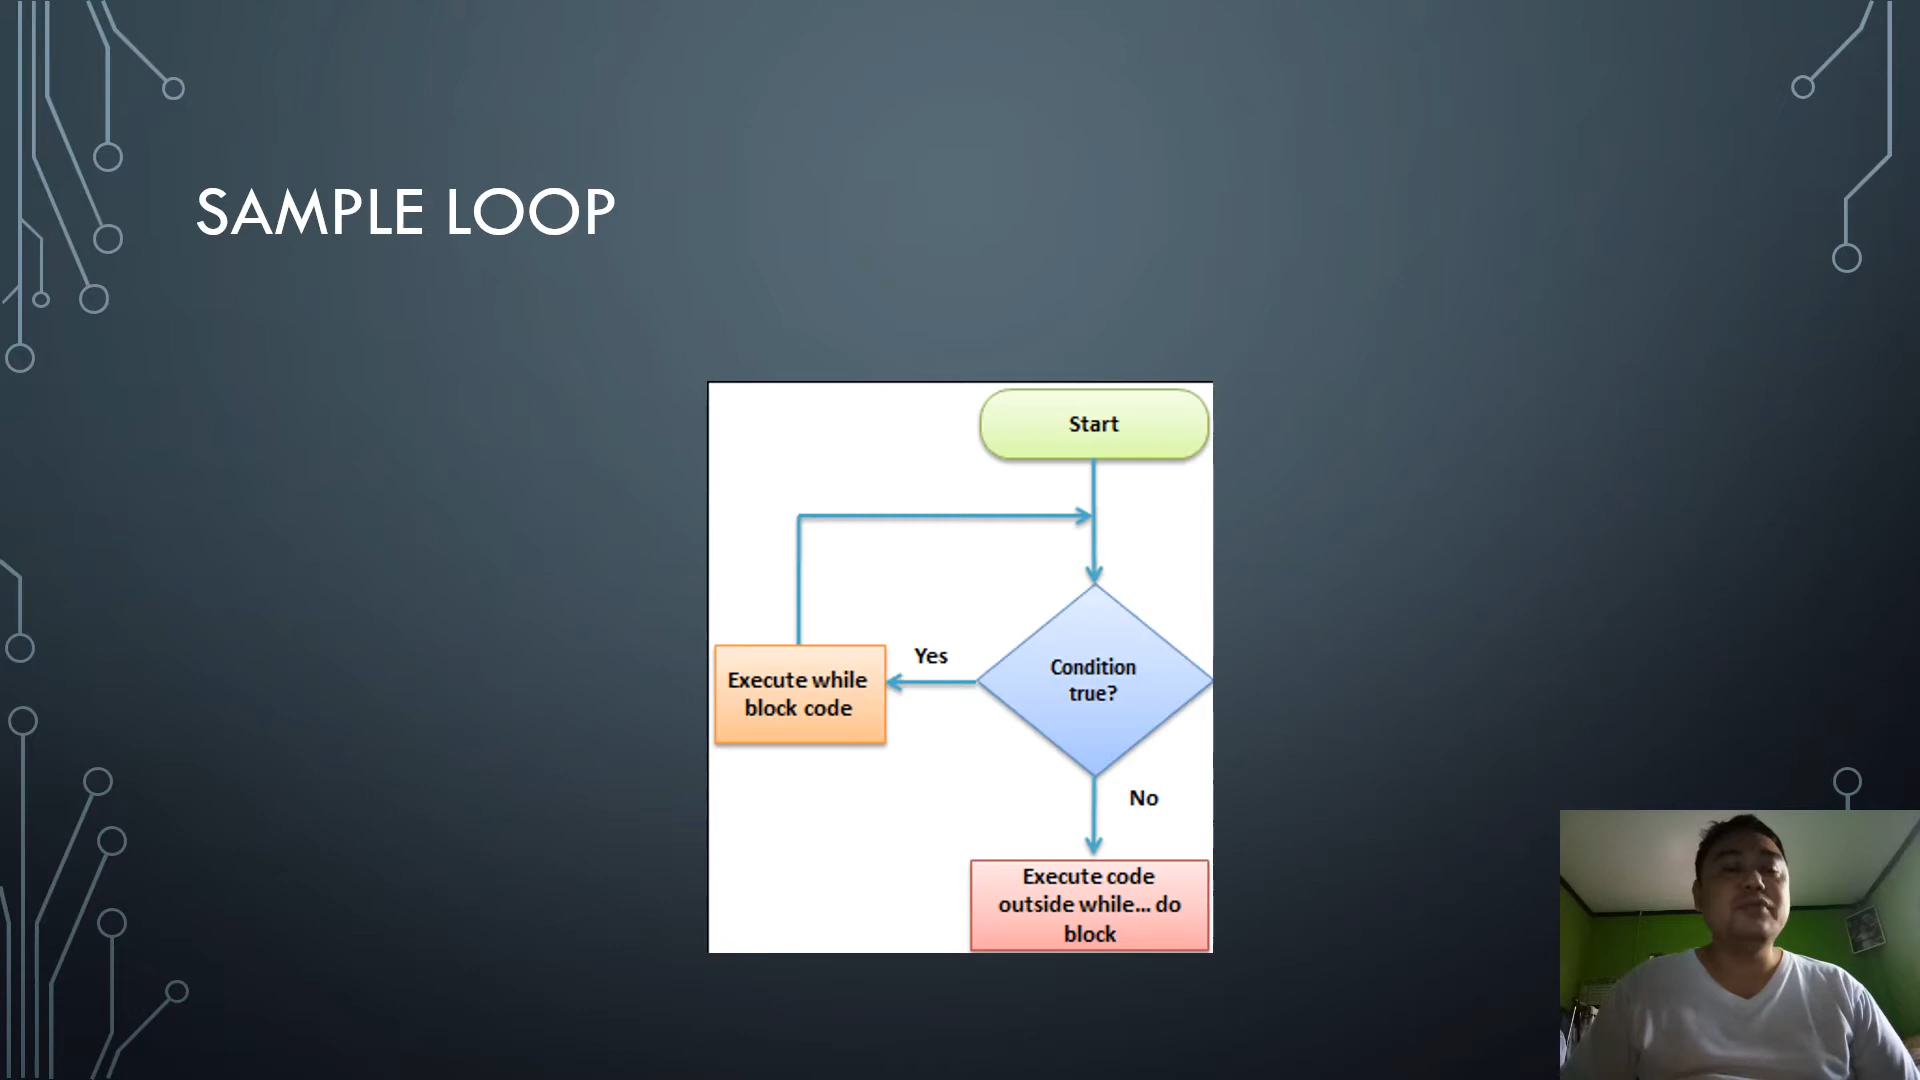 SAMPLE LOOP
Start
Yes
Condition
true?
Execute while
block code
No
Execute code
outside while... do
block